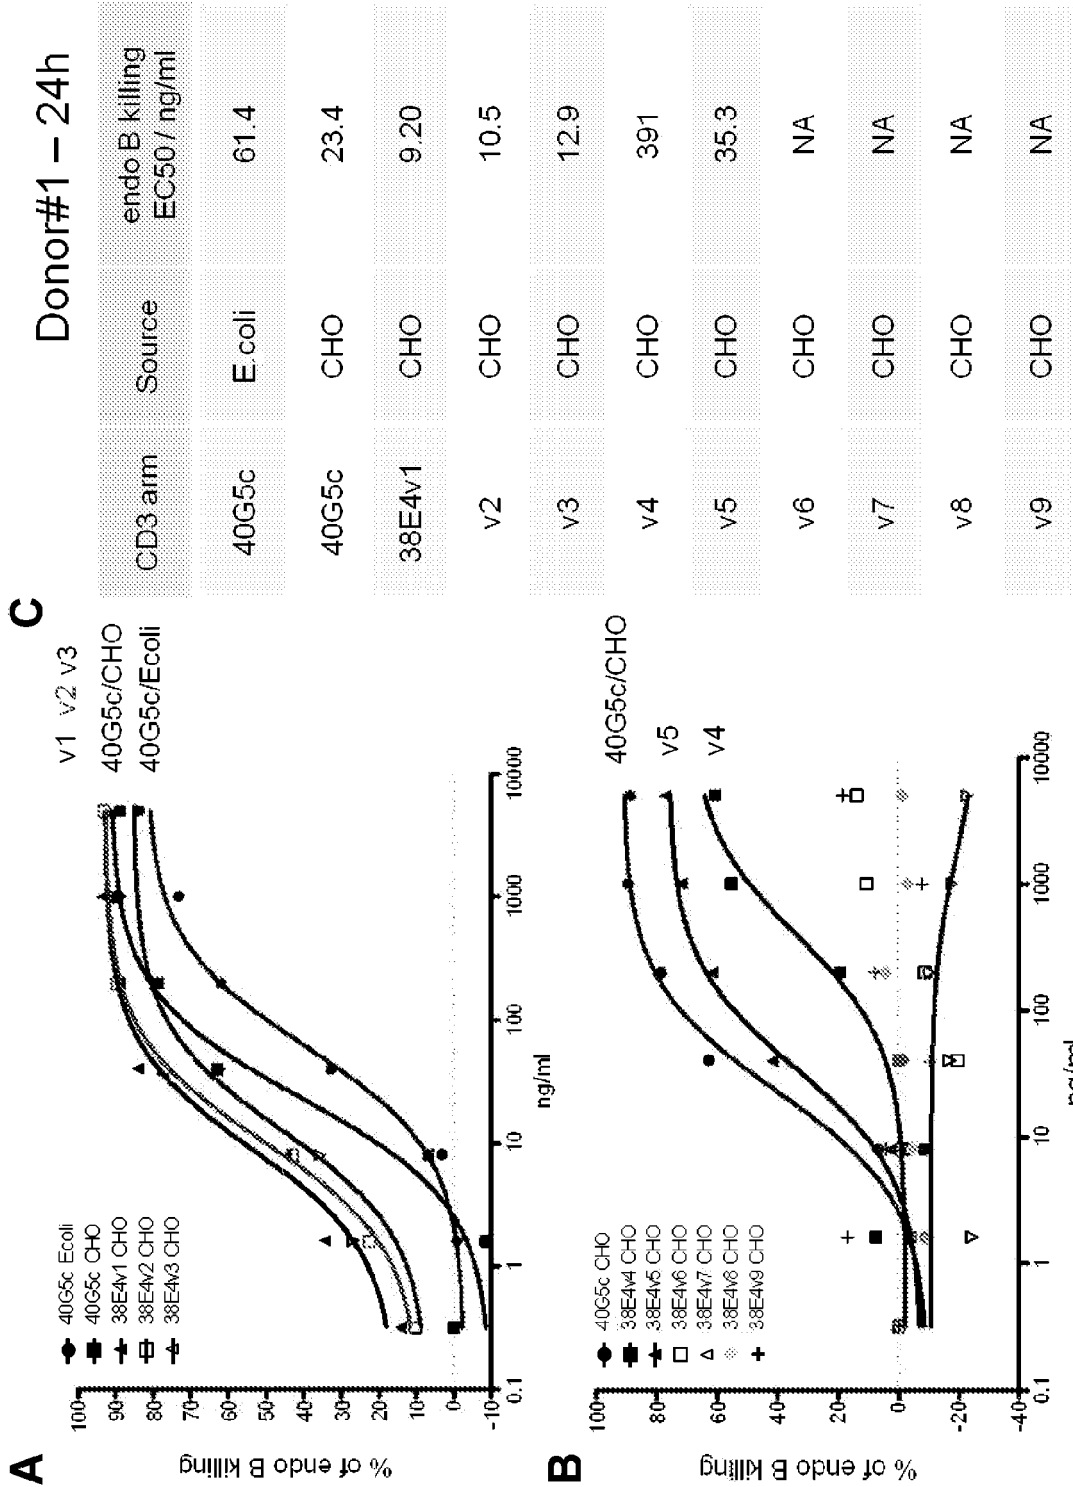 A
100
90
80
70
60
50
40
30
20
10
0
-10
% of endo B killing
0.1
1
10
100
1000
10000
ng/ml
40G5c Ecoli
40G5c CHO
38E4v1 CHO
38E4v2 CHO
38E4v3 CHO
v1 v2 v3
40G5c/CHO
40G5c/Ecoli
B
100
80
60
40
20
0
-20
-40
% of endo B killing
0.1
1
10
100
1000
10000
ng/ml
40G5c CHO
38E4v4 CHO
38E4v5 CHO
38E4v6 CHO
38E4v7 CHO
38E4v8 CHO
38E4v9 CHO
40G5c/CHO
v5
v4
C
Donor#1 – 24h
CD3 arm Source endo B killing
EC50 / ng/ml
40G5c E.coli 61.4
40G5c CHO 23.4
38E4v1 CHO 9.20
v2 CHO 10.5
v3 CHO 12.9
v4 CHO 391
v5 CHO 35.3
v6 CHO NA
v7 CHO NA
v8 CHO NA
v9 CHO NA